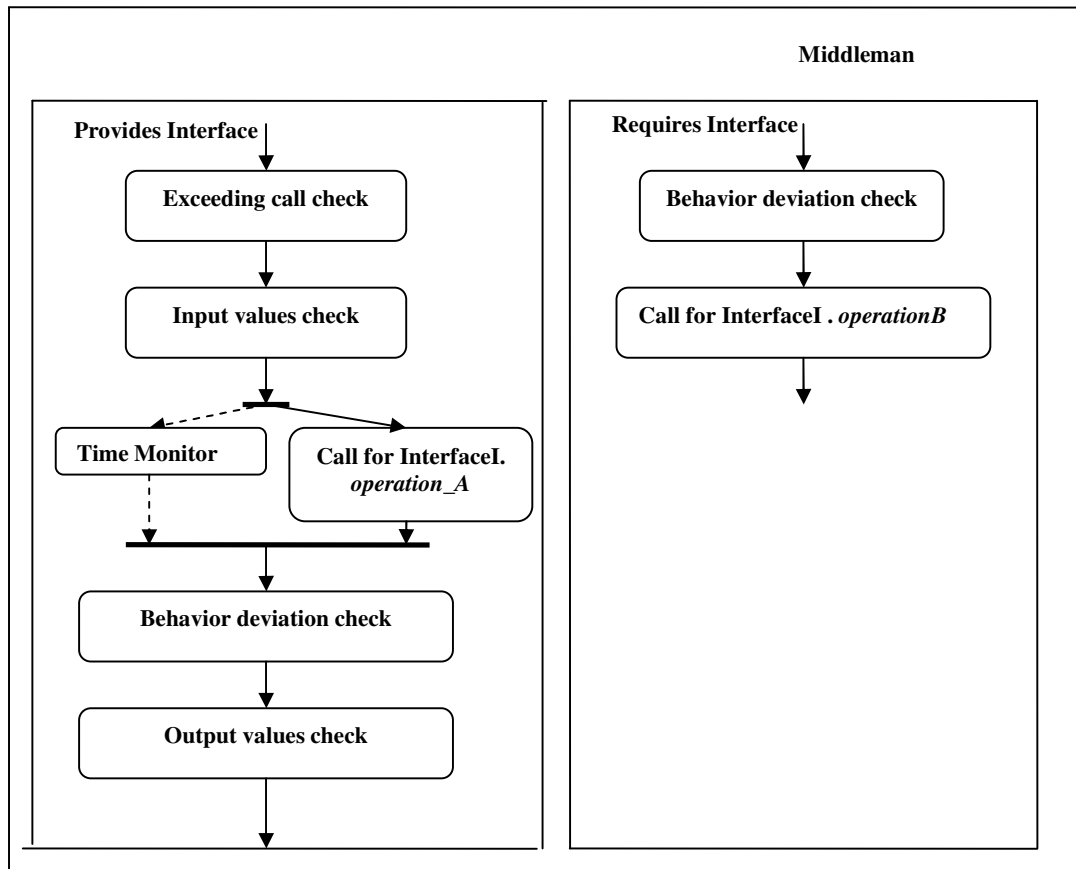 Middleman
Provides Interface
Exceeding call check
Input values check
Time Monitor
Call for InterfaceI.
operation_A
Behavior deviation check
Output values check
Requires Interface
Behavior deviation check
Call for InterfaceI . operationB